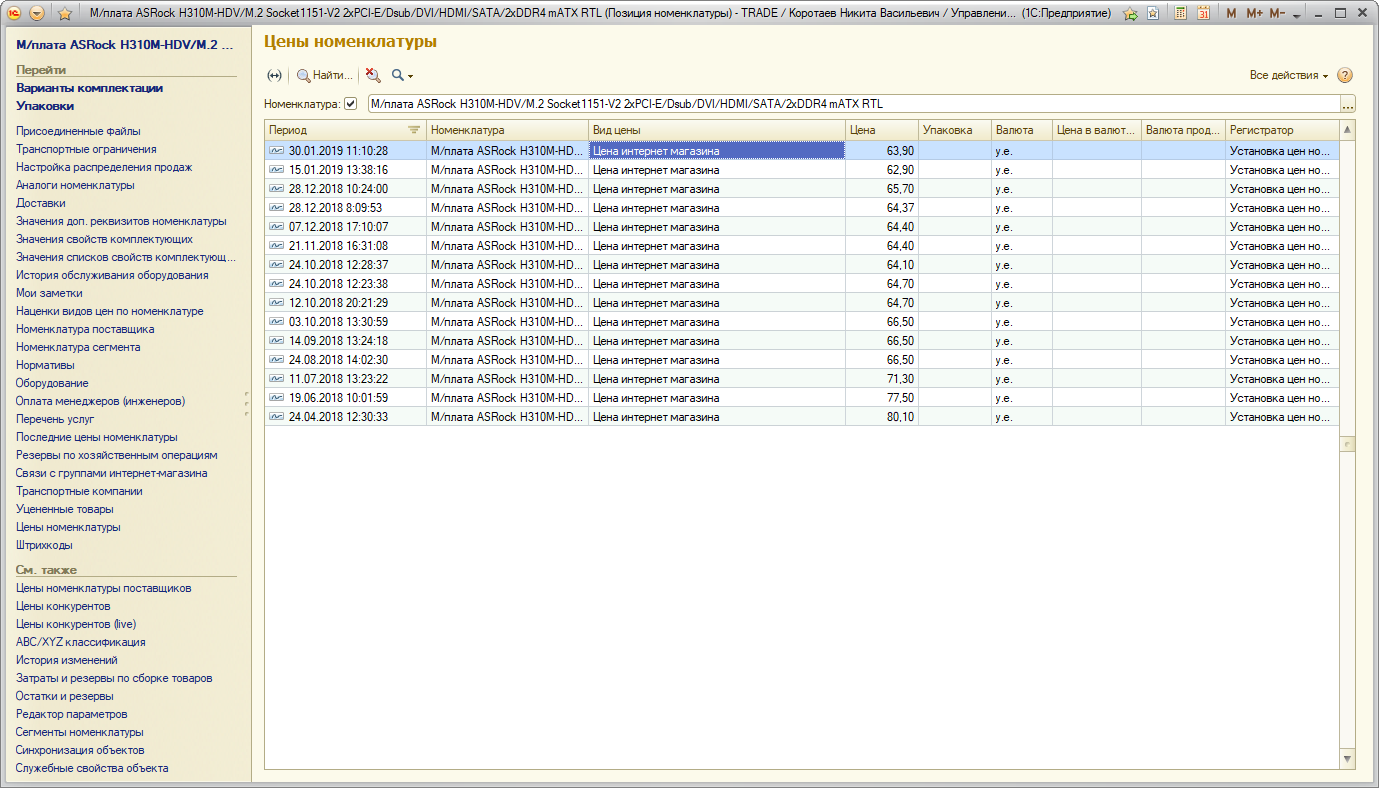 М/плата ASRock H310M-HDV/M.2 Socket1151-V2 2xPCI-E/Dsub/DVI/HDMI/SATA/2xDDR4 mATX RTL (Позиция номенклатуры) - TRADE / Коротаев Никита Васильевич / Управлени... (1С:Предприятие) M M+ M-
М/плата ASRock H310M-HDV/M.2 ...
Перейти
Варианты комплектации
Упаковки
Присоединенные файлы
Транспортные ограничения
Настройка распределения продаж
Аналоги номенклатуры
Доставки
Значения доп. реквизитов номенклатуры
Значения свойств комплектующих
Значения списков свойств комплектующ...
История обслуживания оборудования
Мои заметки
Наценки видов цен по номенклатуре
Номенклатура поставщика
Номенклатура сегмента
Нормативы
Оборудование
Оплата менеджеров (инженеров)
Перечень услуг
Последние цены номенклатуры
Резервы по хозяйственным операциям
Связи с группами интернет-магазина
Транспортные компании
Уцененные товары
Цены номенклатуры
Штрихкоды
См. также
Цены номенклатуры поставщиков
Цены конкурентов
Цены конкурентов (live)
ABC/XYZ классификация
История изменений
Затраты и резервы по сборке товаров
Остатки и резервы
Редактор параметров
Сегменты номенклатуры
Синхронизация объектов
Служебные свойства объекта
Цены номенклатуры
Найти... Все действия
Номенклатура: М/плата ASRock H310M-HDV/M.2 Socket1151-V2 2xPCI-E/Dsub/DVI/HDMI/SATA/2xDDR4 mATX RTL ...
Период Номенклатура Вид цены Цена Упаковка Валюта Цена в валют... Валюта прод... Регистратор
30.01.2019 11:10:28 М/плата ASRock H310M-HD... Цена интернет магазина 63,90 у.е. Установка цен но...
15.01.2019 13:38:16 М/плата ASRock H310M-HD... Цена интернет магазина 62,90 у.е. Установка цен но...
28.12.2018 10:24:00 М/плата ASRock H310M-HD... Цена интернет магазина 65,70 у.е. Установка цен но...
28.12.2018 8:09:53 М/плата ASRock H310M-HD... Цена интернет магазина 64,37 у.е. Установка цен но...
07.12.2018 17:10:07 М/плата ASRock H310M-HD... Цена интернет магазина 64,40 у.е. Установка цен но...
21.11.2018 16:31:08 М/плата ASRock H310M-HD... Цена интернет магазина 64,40 у.е. Установка цен но...
24.10.2018 12:28:37 М/плата ASRock H310M-HD... Цена интернет магазина 64,10 у.е. Установка цен но...
24.10.2018 12:23:38 М/плата ASRock H310M-HD... Цена интернет магазина 64,70 у.е. Установка цен но...
12.10.2018 20:21:29 М/плата ASRock H310M-HD... Цена интернет магазина 64,70 у.е. Установка цен но...
03.10.2018 13:30:59 М/плата ASRock H310M-HD... Цена интернет магазина 66,50 у.е. Установка цен но...
14.09.2018 13:24:18 М/плата ASRock H310M-HD... Цена интернет магазина 66,50 у.е. Установка цен но...
24.08.2018 14:02:30 М/плата ASRock H310M-HD... Цена интернет магазина 66,50 у.е. Установка цен но...
11.07.2018 13:23:22 М/плата ASRock H310M-HD... Цена интернет магазина 71,30 у.е. Установка цен но...
19.06.2018 10:01:59 М/плата ASRock H310M-HD... Цена интернет магазина 77,50 у.е. Установка цен но...
24.04.2018 12:30:33 М/плата ASRock H310M-HD... Цена интернет магазина 80,10 у.е. Установка цен но...